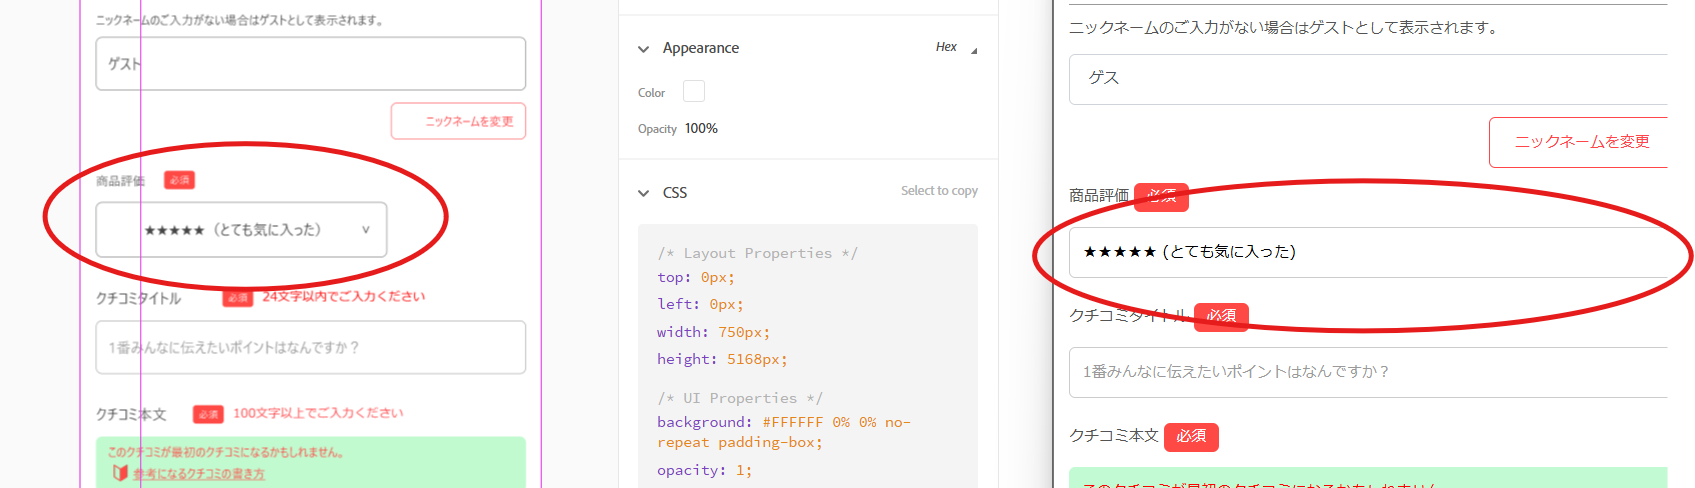 ニックネームのご入力がない場合はゲストとして表示されます。
ゲスト
ニックネームを変更
商品評価 必須
★★★★★（とても気に入った） v
クチコミタイトル 必須 24文字以内でご入力ください
1番みんなに伝えたいポイントはなんですか？
クチコミ本文 必須 100文字以上でご入力ください
このクチコミが最初のクチコミになるかもしれません。
参考になるクチコミの書き方
Appearance Hex
Color
Opacity 100%
CSS Select to copy
/* Layout Properties */
top: 0px;
left: 0px;
width: 750px;
height: 5168px;
/* UI Properties */
background: #FFFFFF 0% 0% no-
repeat padding-box;
opacity: 1;
ニックネームのご入力がない場合はゲストとして表示されます。
ゲス
ニックネームを変更
商品評価 必須
★★★★★ (とても気に入った)
クチコミタイトル 必須
1番みんなに伝えたいポイントはなんですか？
クチコミ本文 必須